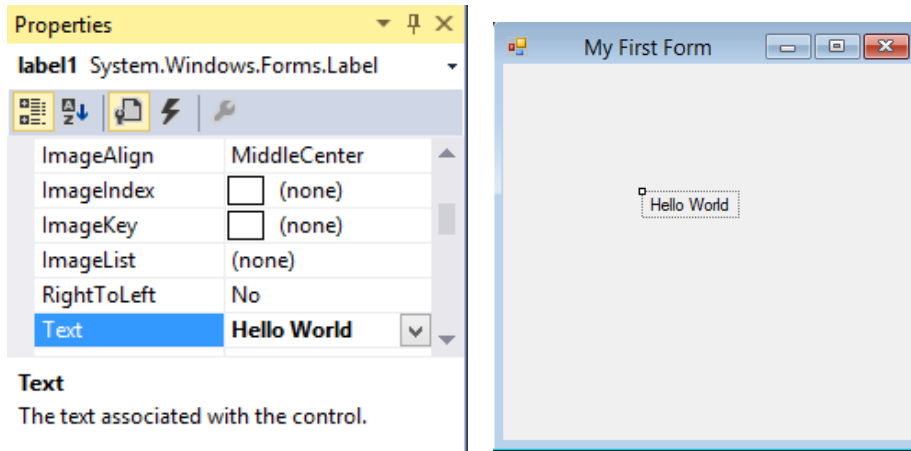 Properties
label1 System.Windows.Forms.Label
ImageAlign MiddleCenter
ImageIndex (none)
ImageKey (none)
ImageList (none)
RightToLeft No
Text Hello World
Text
The text associated with the control.
My First Form
Hello World